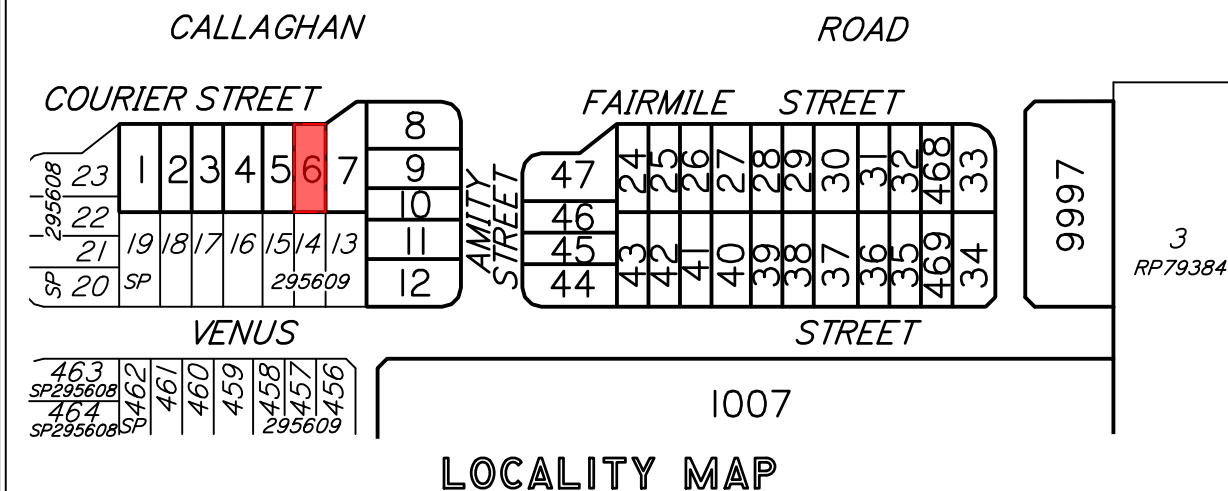 CALLAGHAN ROAD
COURIER STREET FAIRMILE STREET
23 1 2 3 4 5 6 7 8
9
10
11
12
22
21
SP 20
295608
19 18 17 16 15 14 13
SP 295609
AMITY
STREET
47 24 25 26 27 28 29 30 31 32 468 33
46
45
44 43 42 41 40 39 38 37 36 35 469 34
9997
3
RP79384
VENUS STREET
463
SP295608
464
SP295608
462 461 460 459 458 457 456
SP 295609
1007
LOCALITY MAP